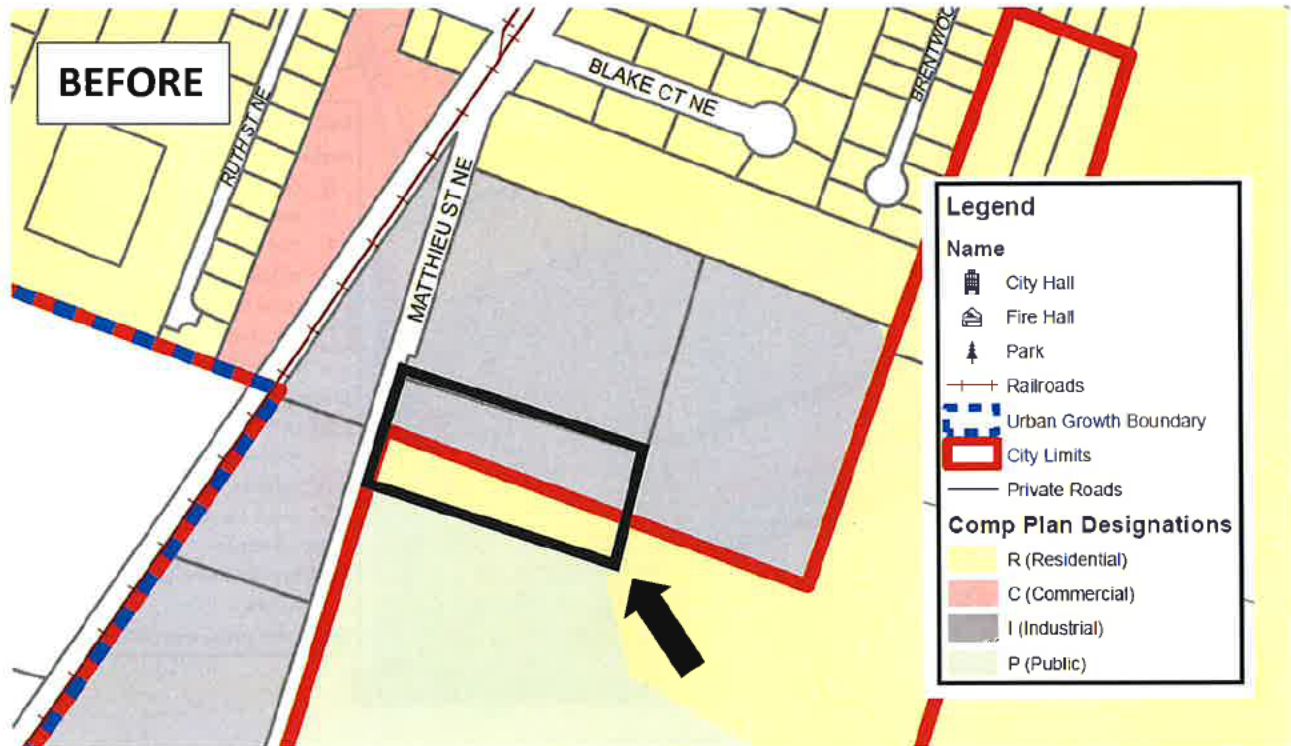 BEFORE
RUTH ST NE
BLAKE CT NE
MATTHIEU ST NE
Legend
Name
City Hall
Fire Hall
Park
Railroads
Urban Growth Boundary
City Limits
Private Roads
Comp Plan Designations
R (Residential)
C (Commercial)
I (Industrial)
P (Public)